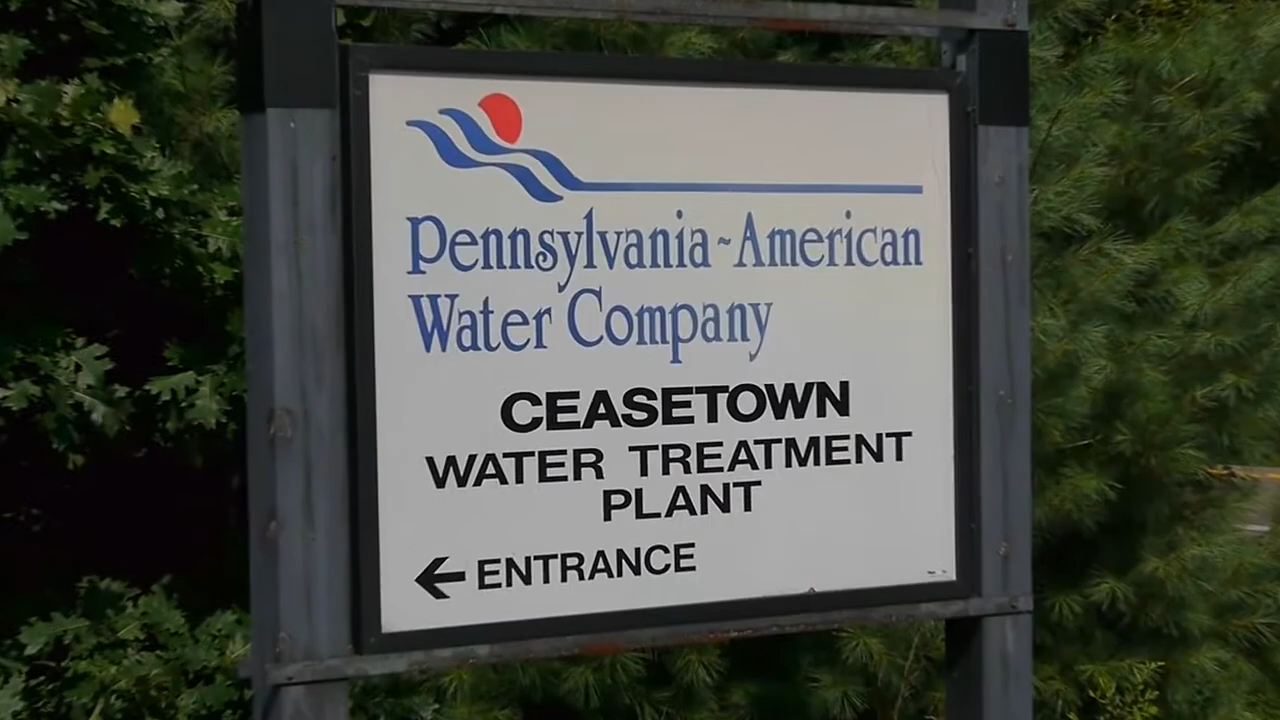 Pennsylvania~American
Water Company
CEASETOWN
WATER TREATMENT
PLANT
← ENTRANCE